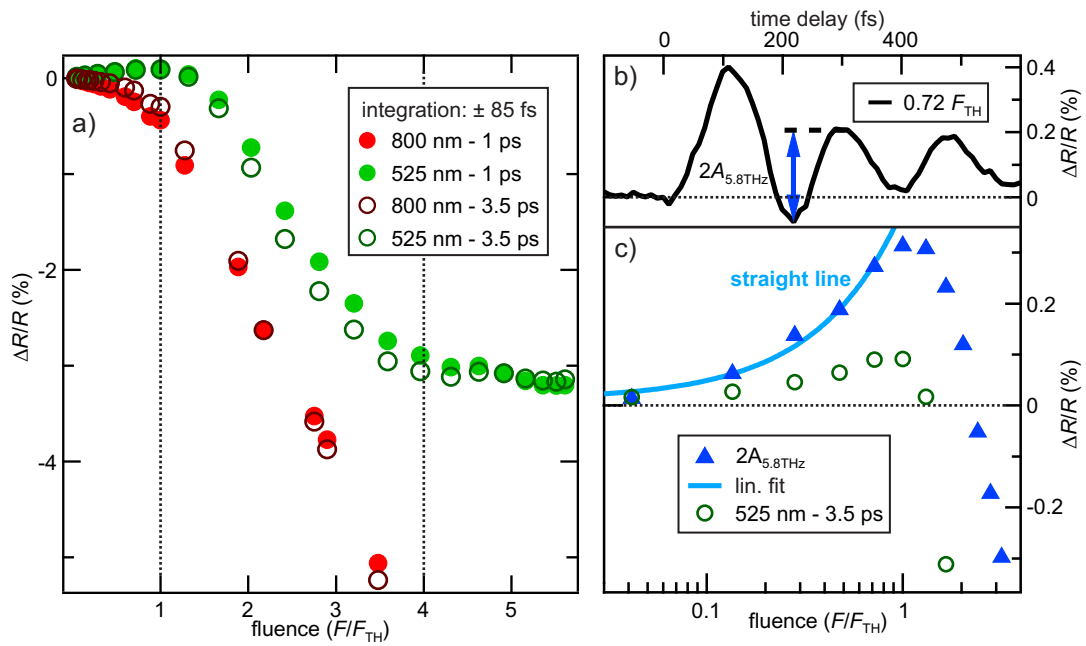 time delay (fs)
0 200 400
a)
0
-2
-4
ΔR/R (%)
1 2 3 4 5
fluence (F/F_TH)
integration: ± 85 fs
800 nm - 1 ps
525 nm - 1 ps
800 nm - 3.5 ps
525 nm - 3.5 ps
b)
0.72 F_TH
2A_5.8THz
0.4
0.2
0
ΔR/R (%)
c)
straight line
0.2
0
-0.2
ΔR/R (%)
2A_5.8THz
lin. fit
525 nm - 3.5 ps
0.1 1
fluence (F/F_TH)